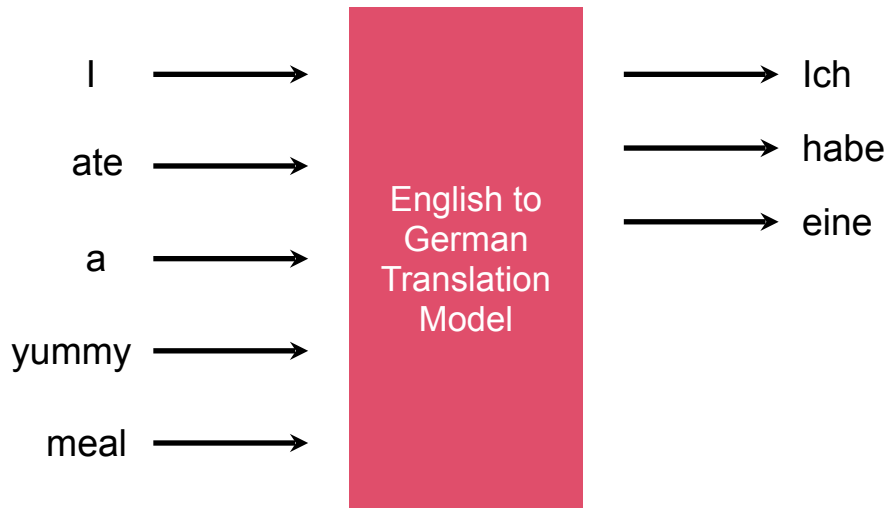 I
ate
a
yummy
meal
English to
German
Translation
Model
Ich
habe
eine